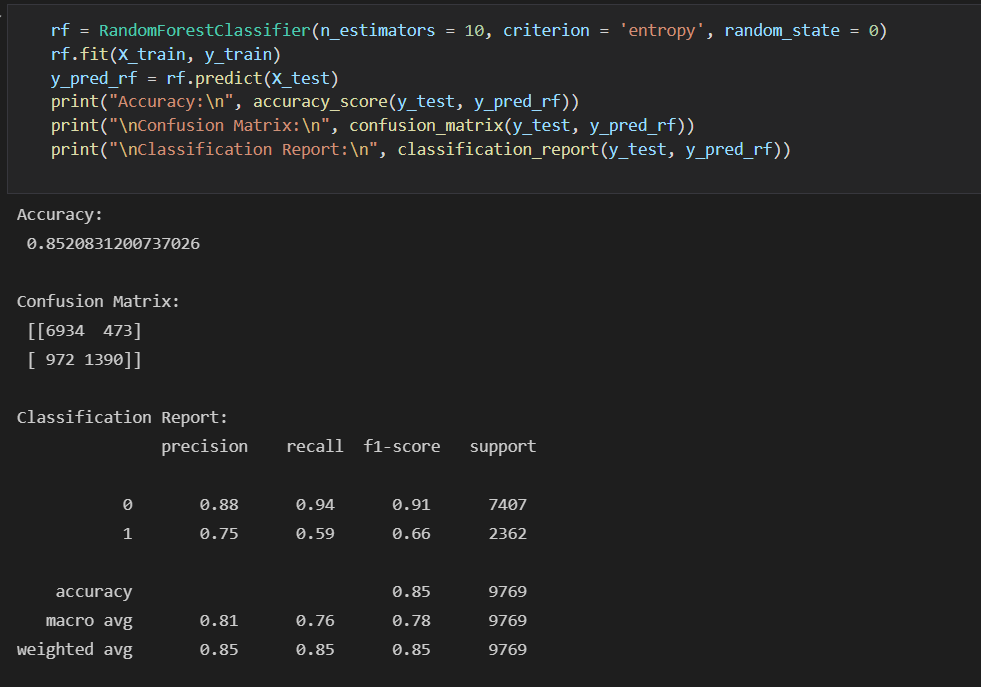 rf = RandomForestClassifier(n_estimators = 10, criterion = 'entropy', random_state = 0)
rf.fit(X_train, y_train)
y_pred_rf = rf.predict(X_test)
print("Accuracy:\n", accuracy_score(y_test, y_pred_rf))
print("\nConfusion Matrix:\n", confusion_matrix(y_test, y_pred_rf))
print("\nClassification Report:\n", classification_report(y_test, y_pred_rf))
Accuracy:
 0.8520831200737026
Confusion Matrix:
 [[6934  473]
 [ 972 1390]]
Classification Report:
               precision    recall  f1-score   support
           0       0.88      0.94      0.91      7407
           1       0.75      0.59      0.66      2362
    accuracy                           0.85      9769
   macro avg       0.81      0.76      0.78      9769
weighted avg       0.85      0.85      0.85      9769